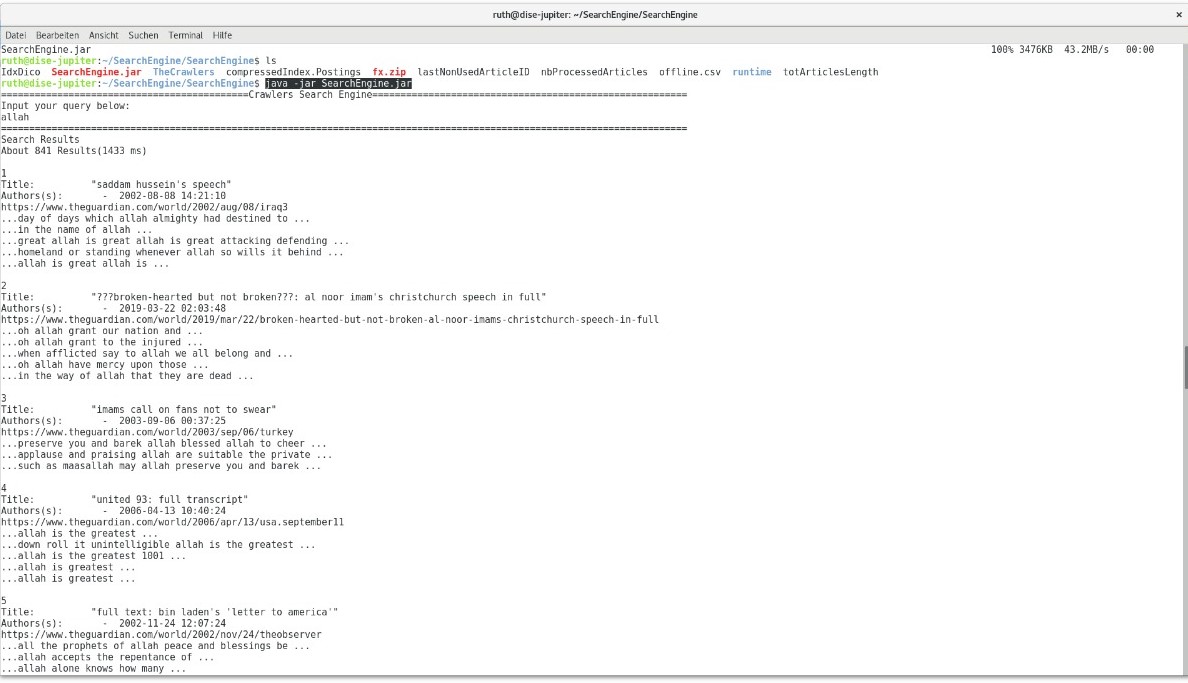 ruth@dise-jupiter: ~/SearchEngine/SearchEngine ×
Datei Bearbeiten Ansicht Suchen Terminal Hilfe
SearchEngine.jar 100% 3476KB 43.2MB/s 00:00
ruth@dise-jupiter:~/SearchEngine/SearchEngine$ ls
IdxDico SearchEngine.jar TheCrawlers compressedIndex.Postings fx.zip lastNonUsedArticleID nbProcessedArticles offline.csv runtime totArticlesLength
ruth@dise-jupiter:~/SearchEngine/SearchEngine$ java -jar SearchEngine.jar
============================================Crawlers Search Engine========================================================
Input your query below:
allah
==========================================================================================================================
Search Results
About 841 Results(1433 ms)
1
Title: "saddam hussein's speech"
Authors(s): - 2002-08-08 14:21:10
https://www.theguardian.com/world/2002/aug/08/iraq3
...day of days which allah almighty had destined to ...
...in the name of allah ...
...great allah is great allah is great attacking defending ...
...homeland or standing whenever allah so wills it behind ...
...allah is great allah is ...
2
Title: "???broken-hearted but not broken???: al noor imam's christchurch speech in full"
Authors(s): - 2019-03-22 02:03:48
https://www.theguardian.com/world/2019/mar/22/broken-hearted-but-not-broken-al-noor-imams-christchurch-speech-in-full
...oh allah grant our nation and ...
...oh allah grant to the injured ...
...when afflicted say to allah we all belong and ...
...oh allah have mercy upon those ...
...in the way of allah that they are dead ...
3
Title: "imams call on fans not to swear"
Authors(s): - 2003-09-06 00:37:25
https://www.theguardian.com/world/2003/sep/06/turkey
...preserve you and barek allah blessed allah to cheer ...
...applause and praising allah are suitable the private ...
...such as maasallah may allah preserve you and barek ...
4
Title: "united 93: full transcript"
Authors(s): - 2006-04-13 10:40:24
https://www.theguardian.com/world/2006/apr/13/usa.september11
...allah is the greatest ...
...down roll it unintelligible allah is the greatest ...
...allah is the greatest 1001 ...
...allah is greatest ...
...allah is greatest ...
5
Title: "full text: bin laden's 'letter to america'"
Authors(s): - 2002-11-24 12:07:24
https://www.theguardian.com/world/2002/nov/24/theobserver
...all the prophets of allah peace and blessings be ...
...allah accepts the repentance of ...
...allah alone knows how many ...